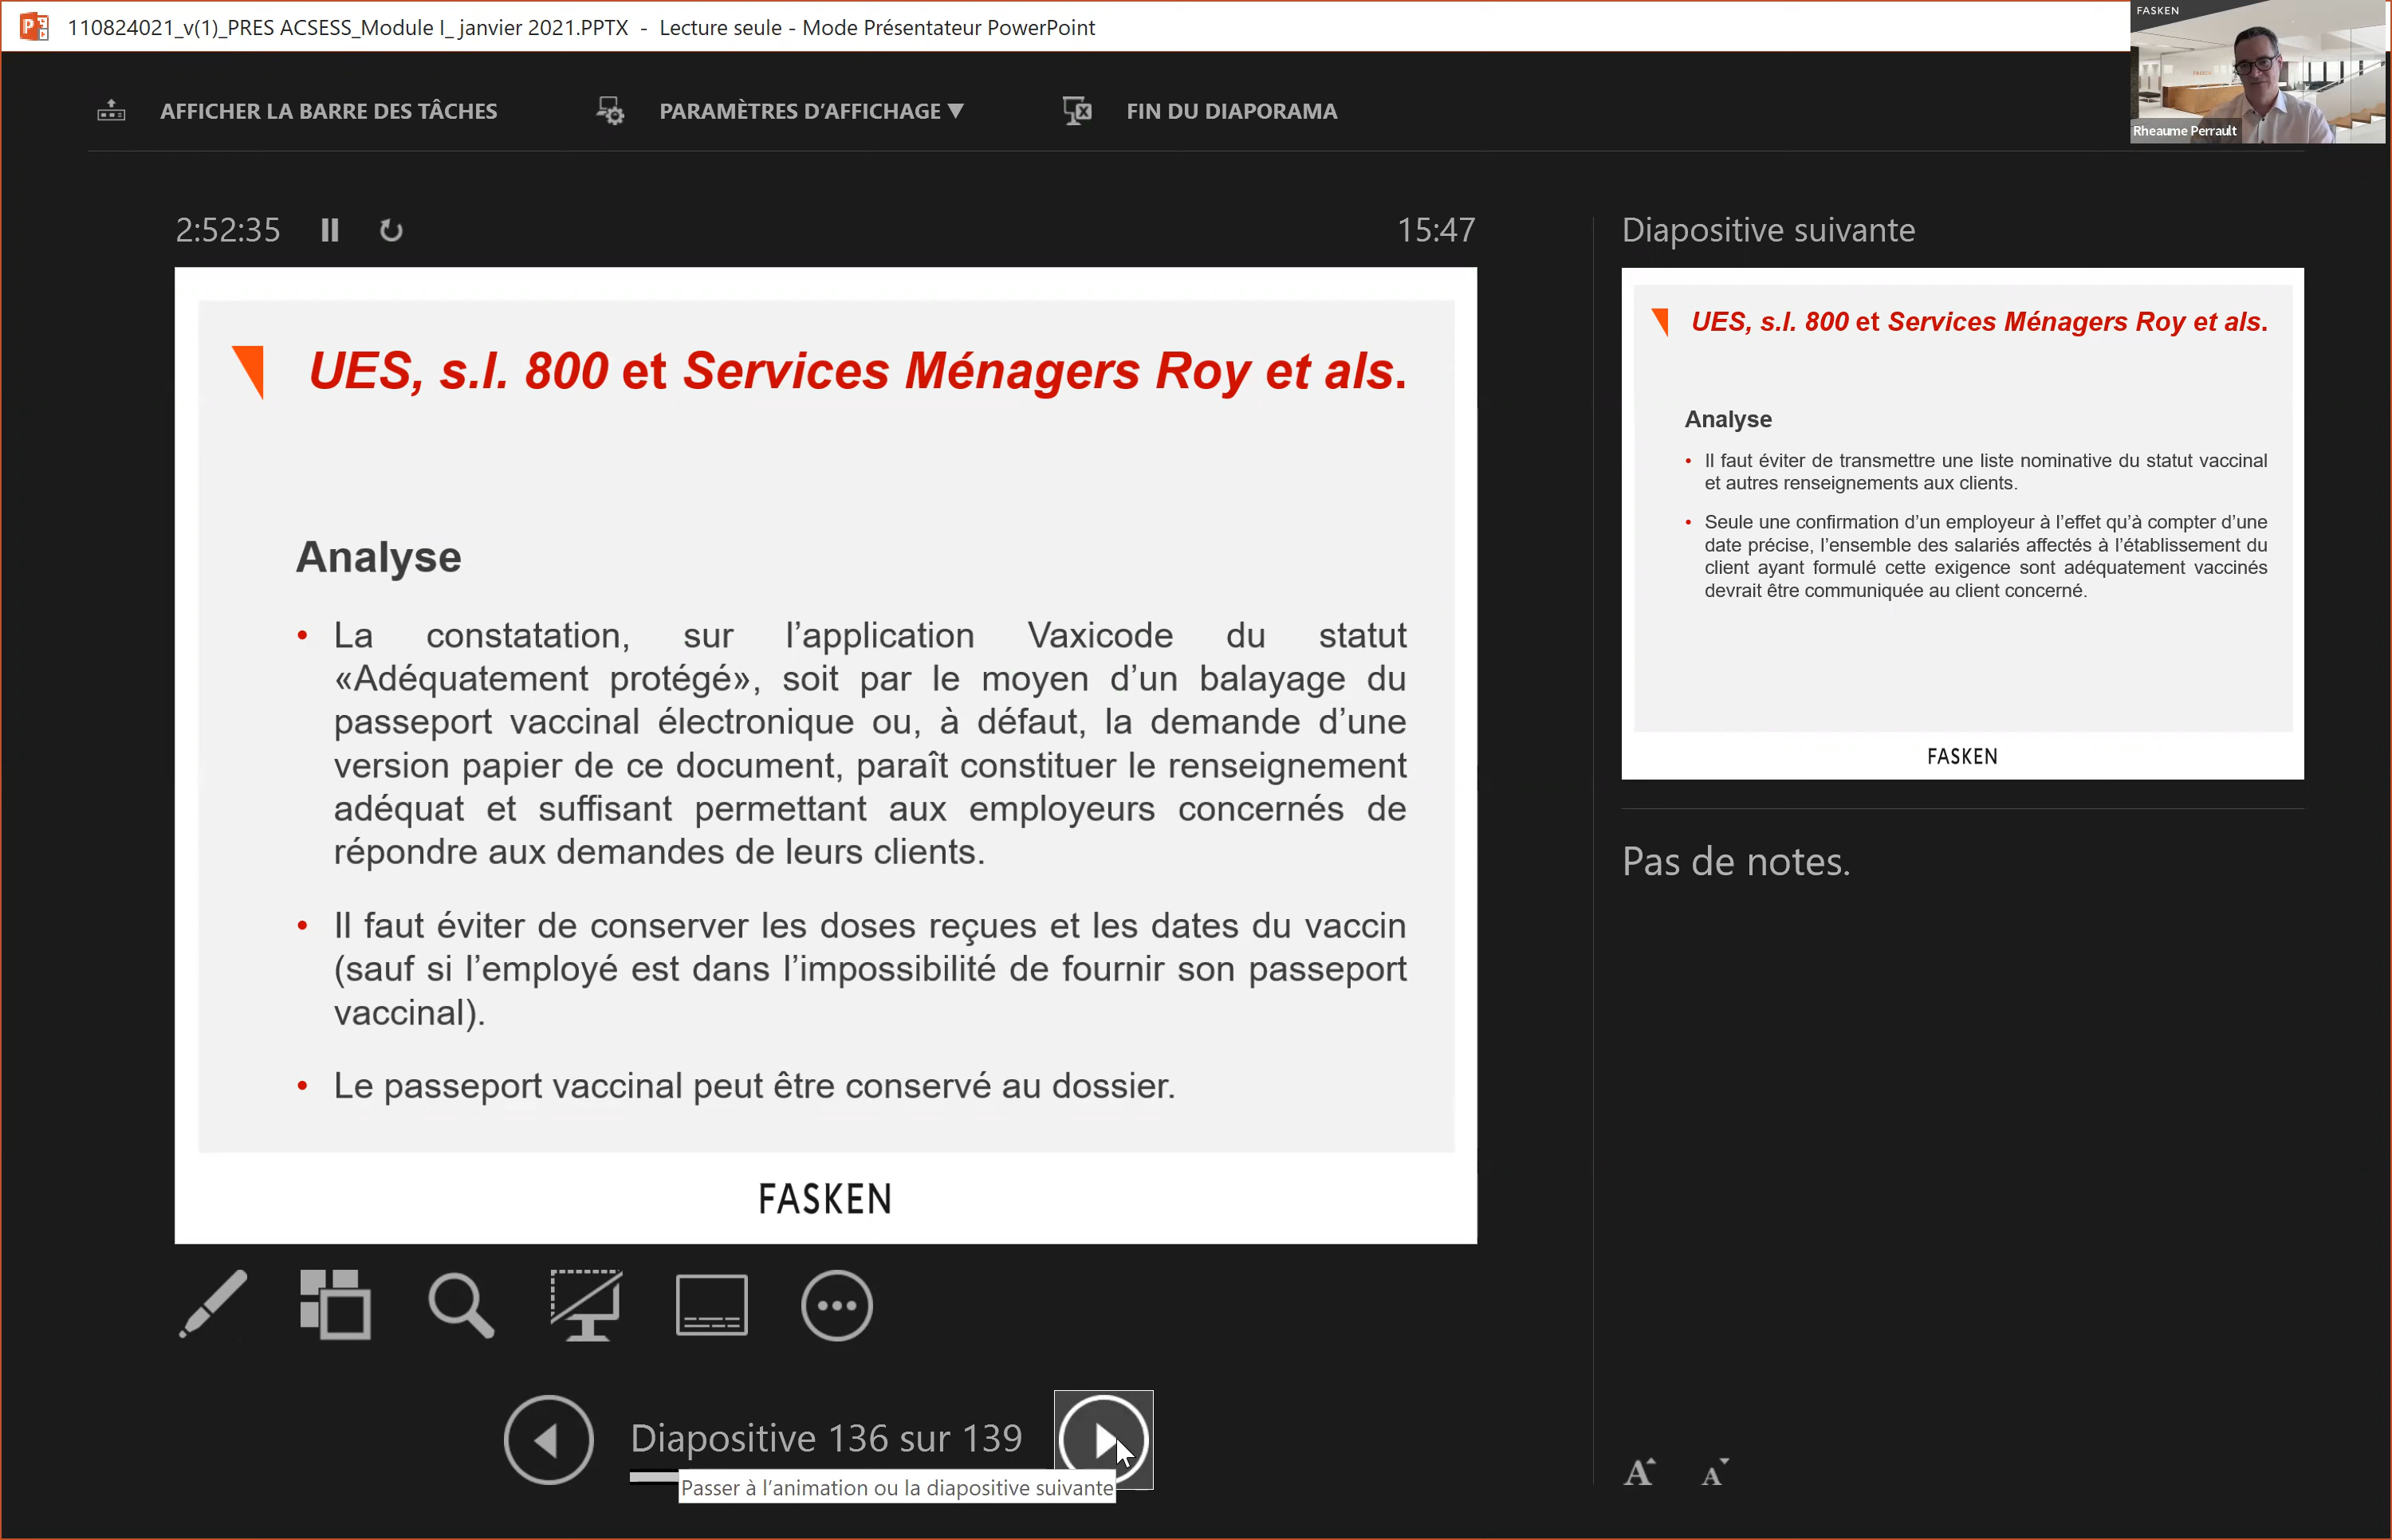 110824021_v(1)_PRES ACSESS_Module I_ janvier 2021.PPTX  -  Lecture seule - Mode Présentateur PowerPoint
FASKEN
Rheaume Perrault
AFFICHER LA BARRE DES TÂCHES
PARAMÈTRES D’AFFICHAGE ▼
FIN DU DIAPORAMA
2:52:35
15:47
UES, s.l. 800 et Services Ménagers Roy et als.
Analyse
• La constatation, sur l’application Vaxicode du statut
«Adéquatement protégé», soit par le moyen d’un balayage du
passeport vaccinal électronique ou, à défaut, la demande d’une
version papier de ce document, paraît constituer le renseignement
adéquat et suffisant permettant aux employeurs concernés de
répondre aux demandes de leurs clients.
• Il faut éviter de conserver les doses reçues et les dates du vaccin
(sauf si l’employé est dans l’impossibilité de fournir son passeport
vaccinal).
• Le passeport vaccinal peut être conservé au dossier.
FASKEN
Diapositive 136 sur 139
Passer à l’animation ou la diapositive suivante
Diapositive suivante
UES, s.l. 800 et Services Ménagers Roy et als.
Analyse
• Il faut éviter de transmettre une liste nominative du statut vaccinal
et autres renseignements aux clients.
• Seule une confirmation d’un employeur à l’effet qu’à compter d’une
date précise, l’ensemble des salariés affectés à l’établissement du
client ayant formulé cette exigence sont adéquatement vaccinés
devrait être communiquée au client concerné.
FASKEN
Pas de notes.
A A